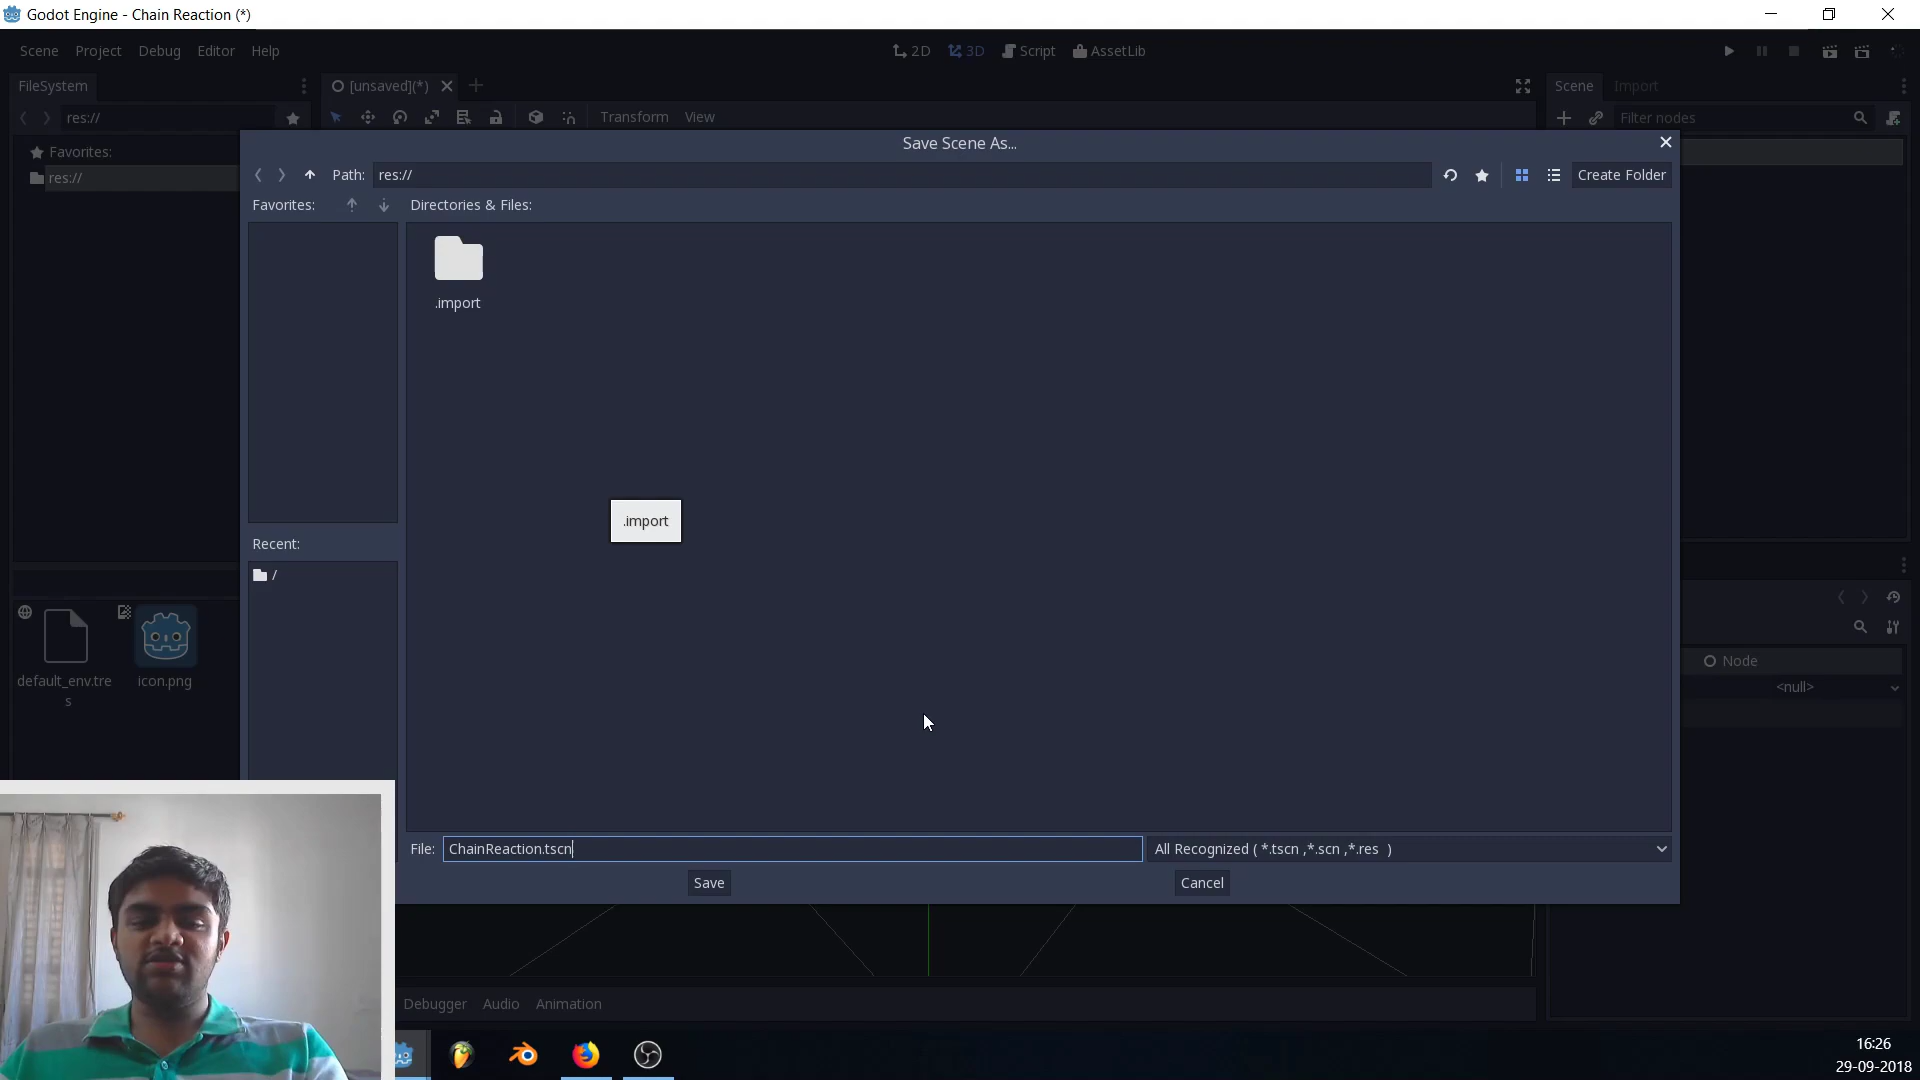 Godot Engine - Chain Reaction (*)
Scene Project Debug Editor Help
2D 3D Script AssetLib
FileSystem
[unsaved](*)
Scene Import
res://
Transform View
Filter nodes
Save Scene As...
Favorites:
res://
Path: res://
Create Folder
Favorites:
Directories & Files:
.import
.import
Recent:
/
default_env.tre
s
icon.png
Node
<null>
File: ChainReaction.tscn
All Recognized ( *.tscn ,*.scn ,*.res )
Save
Cancel
Debugger Audio Animation
16:26
29-09-2018